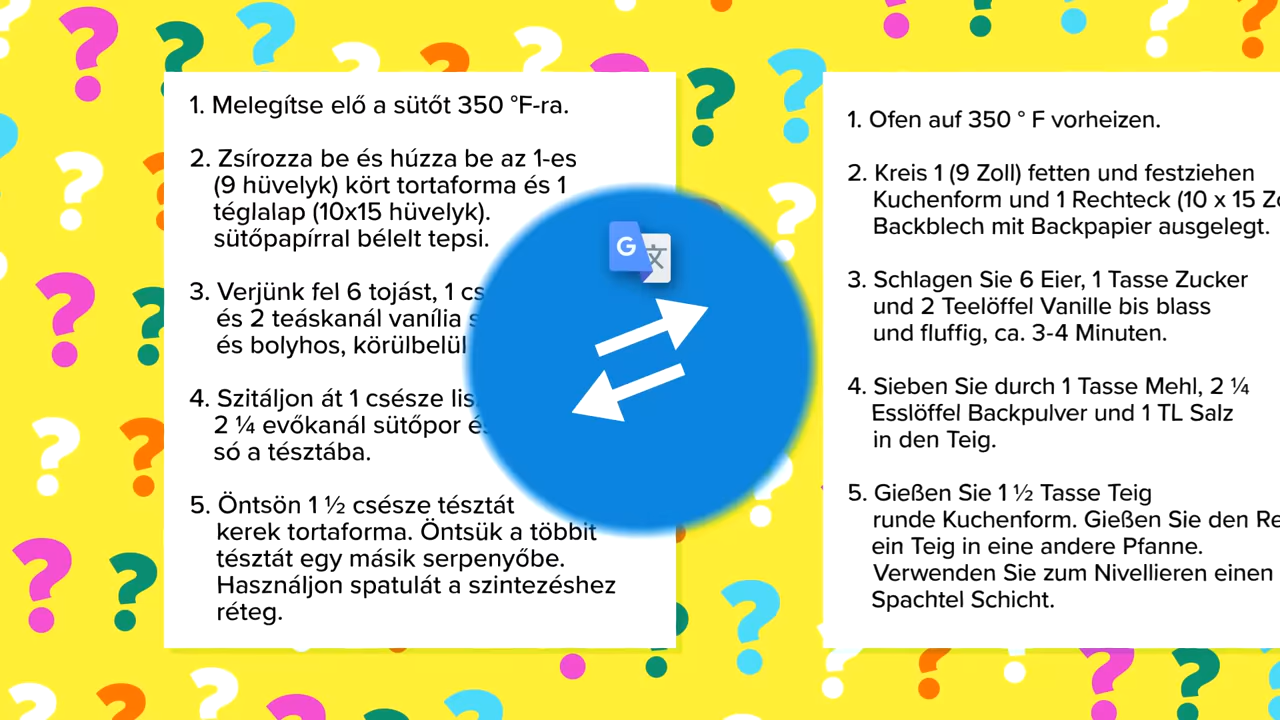 1. Melegítse elő a sütőt 350 °F-ra.
2. Zsírozza be és húzza be az 1-es
(9 hüvelyk) kört tortaforma és 1
téglalap (10x15 hüvelyk).
sütőpapírral bélelt tepsi.
3. Verjünk fel 6 tojást, 1
és 2 teáskanál vanília
és bolyhos, körülbelül
4. Szitáljon át 1 csésze
2 ¼ evőkanál sütőpor
só a tésztába.
5. Öntsön 1 ½ csésze tésztát
kerek tortaforma. Öntsük a többit
tésztát egy másik serpenyőbe.
Használjon spatulát a szintezéshez
réteg.
G 文
1. Ofen auf 350 ° F vorheizen.
2. Kreis 1 (9 Zoll) fetten und festziehen
Kuchenform und 1 Rechteck (10 x 15
Backblech mit Backpapier ausgelegt.
3. Schlagen Sie 6 Eier, 1 Tasse Zucker
und 2 Teelöffel Vanille bis blass
und fluffig, ca. 3-4 Minuten.
4. Sieben Sie durch 1 Tasse Mehl, 2 ¼
Esslöffel Backpulver und 1 TL Salz
in den Teig.
5. Gießen Sie 1 ½ Tasse Teig
runde Kuchenform. Gießen Sie den
ein Teig in eine andere Pfanne.
Verwenden Sie zum Nivellieren einen
Spachtel Schicht.